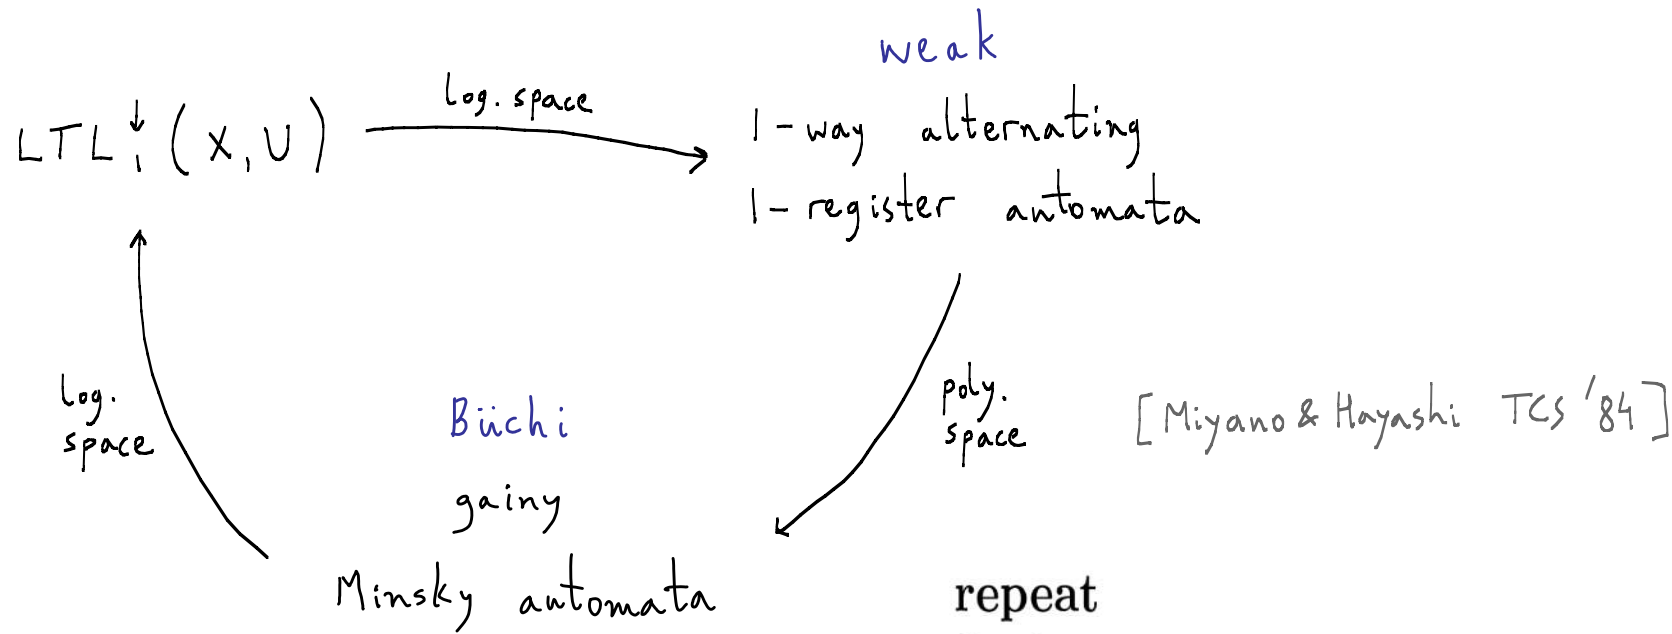 weak
LTL↓₁(X,U)
log. space
1-way alternating
1-register automata
log.
space
Büchi
gainy
Minsky automata
poly.
space
[Miyano & Hayashi TCS '84]
repeat